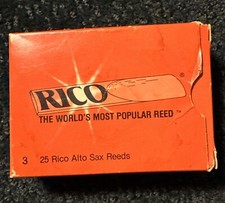 RICO
THE WORLD'S MOST POPULAR REED™
3 25 Rico Alto Sax Reeds